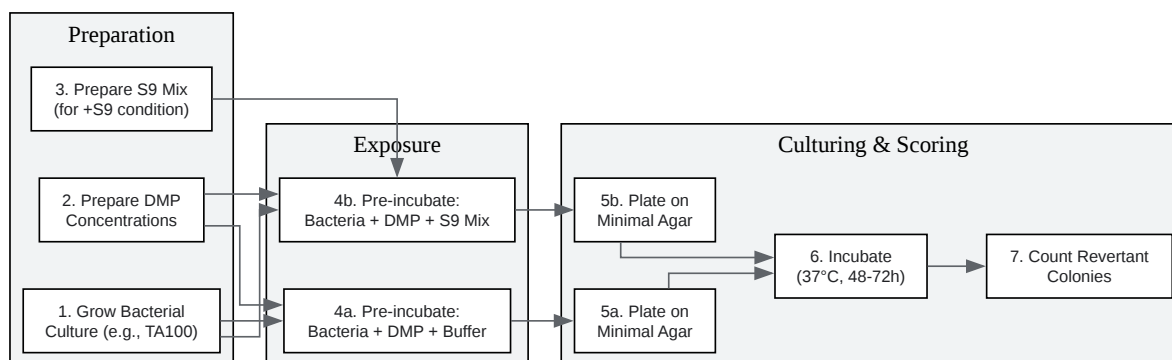 Preparation
3. Prepare S9 Mix
(for +S9 condition)
2. Prepare DMP
Concentrations
1. Grow Bacterial
Culture (e.g., TA100)
Exposure
4b. Pre-incubate:
Bacteria + DMP + S9 Mix
4a. Pre-incubate:
Bacteria + DMP + Buffer
Culturing & Scoring
5b. Plate on
Minimal Agar
5a. Plate on
Minimal Agar
6. Incubate
(37°C, 48-72h)
7. Count Revertant
Colonies